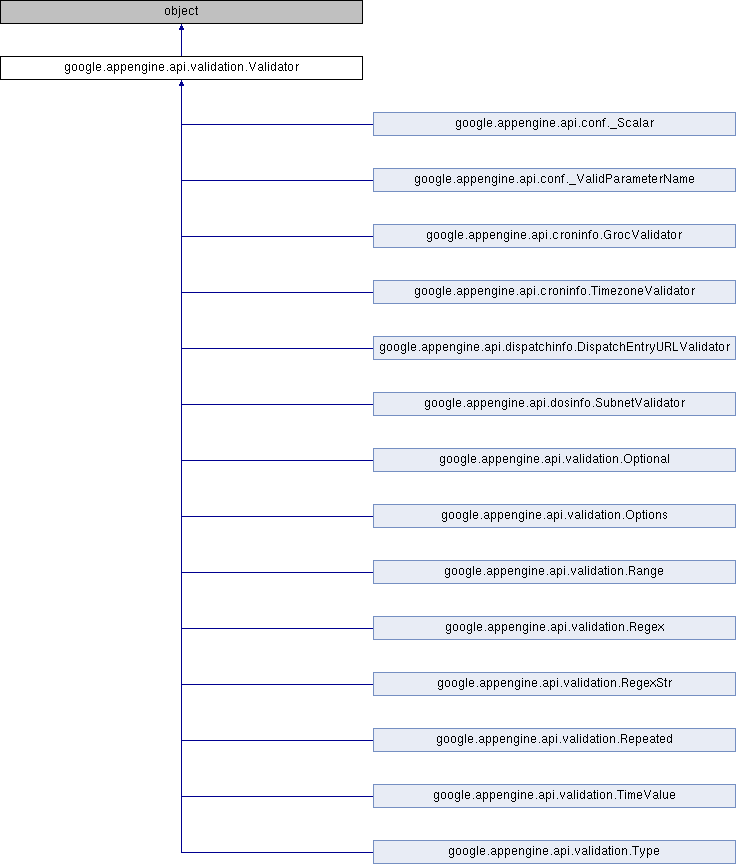 object
google.appengine.api.validation.Validator
google.appengine.api.conf._Scalar
google.appengine.api.conf._ValidParameterName
google.appengine.api.croninfo.GrocValidator
google.appengine.api.croninfo.TimezoneValidator
google.appengine.api.dispatchinfo.DispatchEntryURLValidator
google.appengine.api.dosinfo.SubnetValidator
google.appengine.api.validation.Optional
google.appengine.api.validation.Options
google.appengine.api.validation.Range
google.appengine.api.validation.Regex
google.appengine.api.validation.RegexStr
google.appengine.api.validation.Repeated
google.appengine.api.validation.TimeValue
google.appengine.api.validation.Type